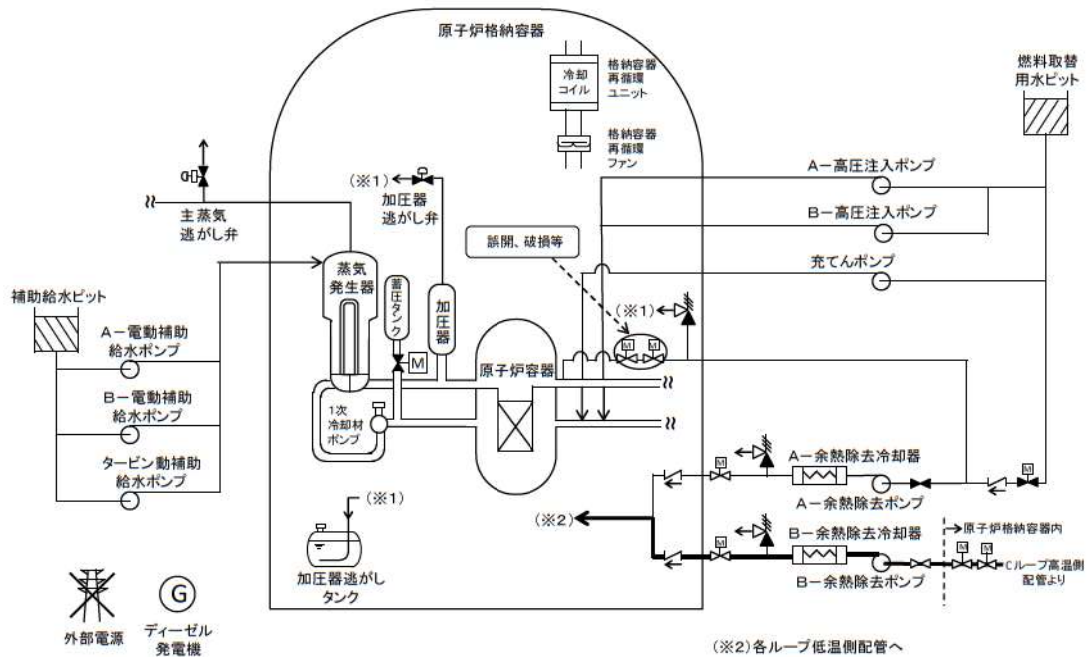 原子炉格納容器
冷却
コイル
格納容器
再循環
ユニット
格納容器
再循環
ファン
燃料取替
用水ピット
A-高圧注入ポンプ
B-高圧注入ポンプ
充てんポンプ
(※1)
加圧器
逃がし弁
主蒸気
逃がし弁
誤開、破損等
(※1)
蒸気
発生器
蓄圧タンク
加圧器
M
M
M
原子炉容器
1次
冷却材
ポンプ
補助給水ピット
A-電動補助
給水ポンプ
B-電動補助
給水ポンプ
タービン動補助
給水ポンプ
(※1)
加圧器逃がし
タンク
(※2)
M
A-余熱除去冷却器
A-余熱除去ポンプ
M
M
B-余熱除去冷却器
B-余熱除去ポンプ
原子炉格納容器内
M
M
Cループ高温側
配管より
外部電源
G
ディーゼル
発電機
(※2)各ループ低温側配管へ